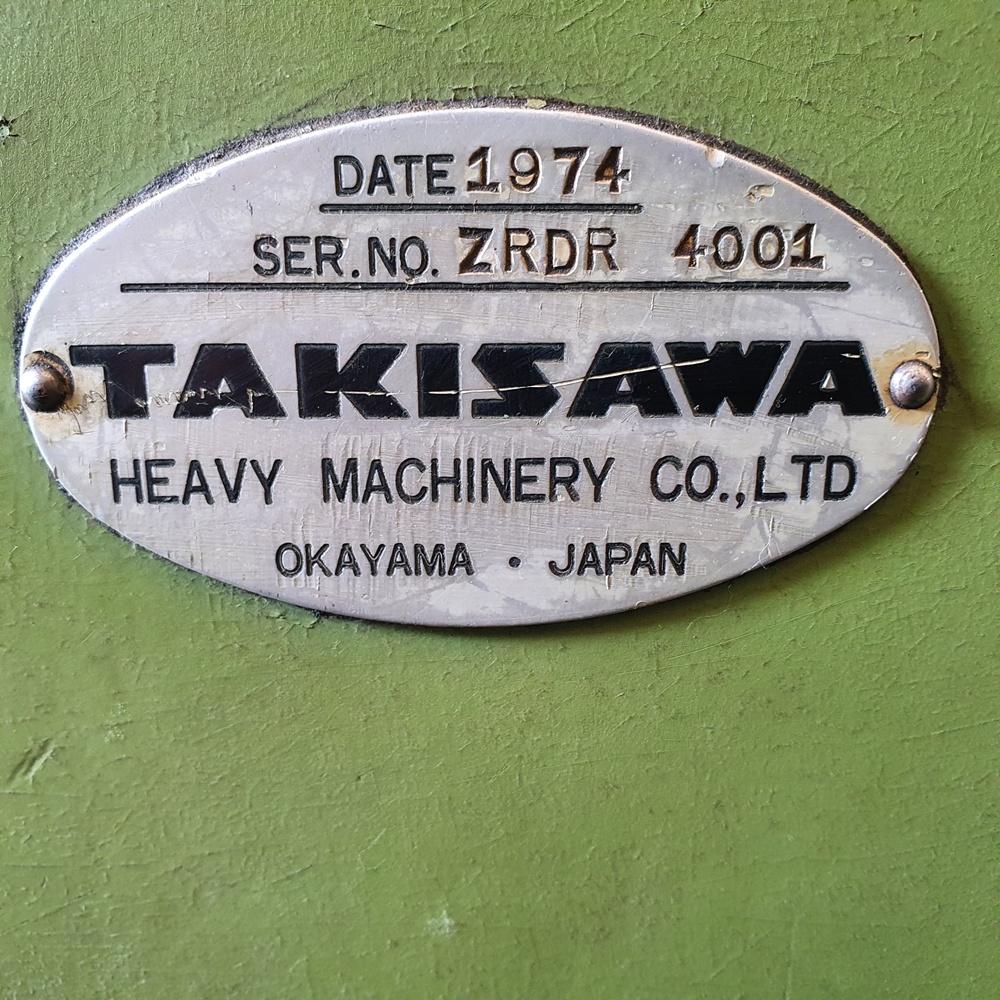 DATE 1974
SER. NO. ZRDR 4001
TAKISAWA
HEAVY MACHINERY CO., LTD
OKAYAMA • JAPAN